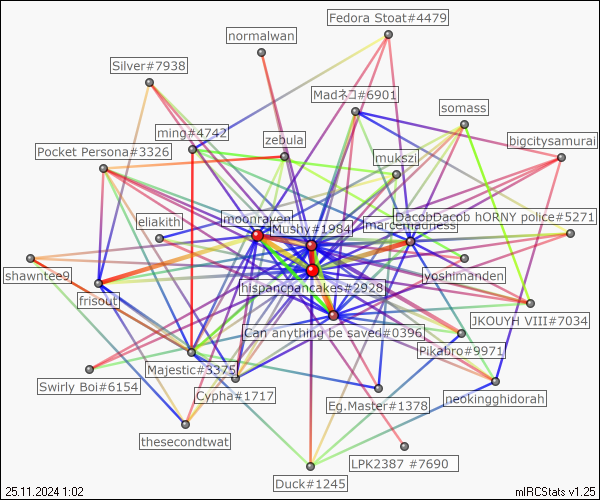 Fedora Stoat#4479
normalwan
Silver#7938
Madネコ#6901
somass
ming#4742
zebula
bigcitysamurai
Pocket Persona#3326
mukszi
moonraven
DacobDacob hORNY police#5271
eliakith
Mushy#1984
marcemadness
shawntee9
yoshimanden
frisout
hispancpancakes#2928
JKOUYH VIII#7034
Can anything be saved#0396
Pikabro#9971
Majestic#3375
Swirly Boi#6154
Cypha#1717
neokingghidorah
Eg.Master#1378
thesecondtwat
LPK2387 #7690
Duck#1245
25.11.2024 1:02
mIRCStats v1.25